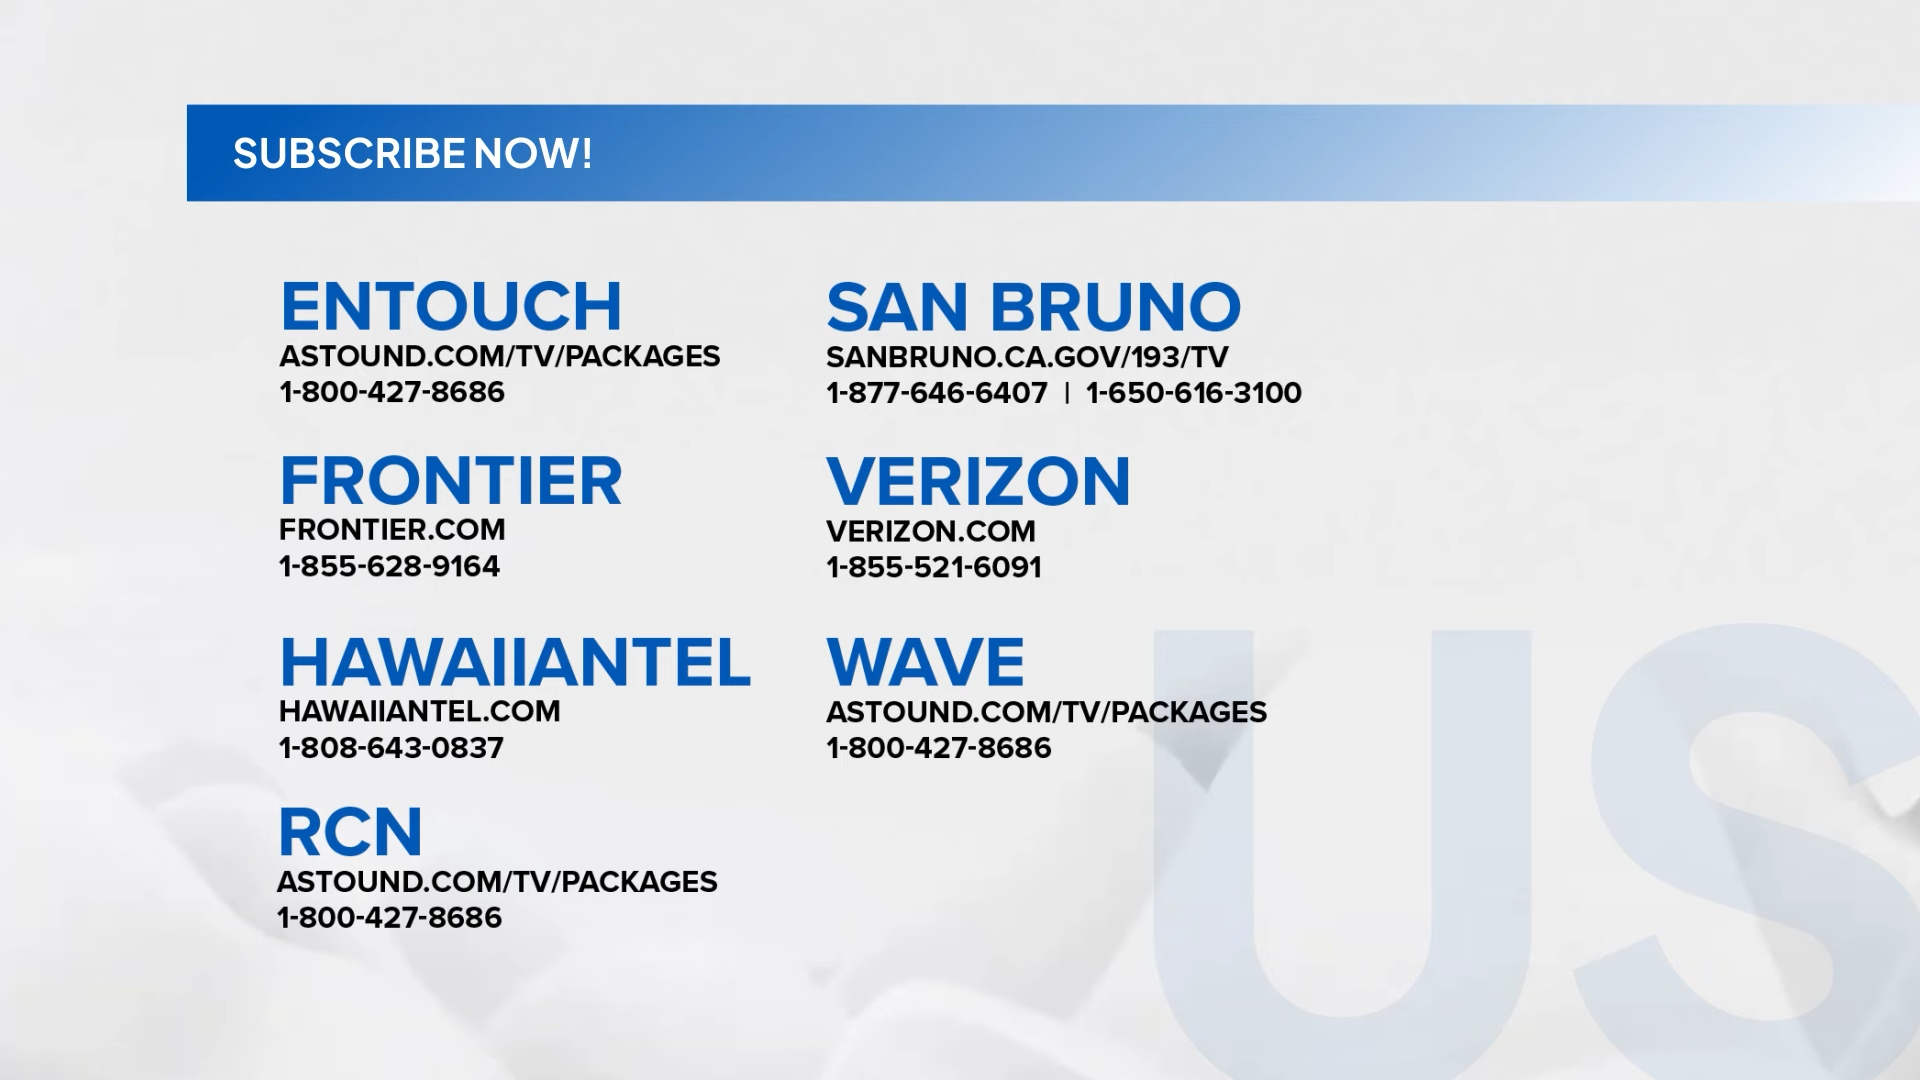 SUBSCRIBE NOW!
ENTOUCH
ASTOUND.COM/TV/PACKAGES
1-800-427-8686
FRONTIER
FRONTIER.COM
1-855-628-9164
HAWAIIANTEL
HAWAIIANTEL.COM
1-808-643-0837
RCN
ASTOUND.COM/TV/PACKAGES
1-800-427-8686
SAN BRUNO
SANBRUNO.CA.GOV/193/TV
1-877-646-6407 | 1-650-616-3100
VERIZON
VERIZON.COM
1-855-521-6091
WAVE
ASTOUND.COM/TV/PACKAGES
1-800-427-8686
US